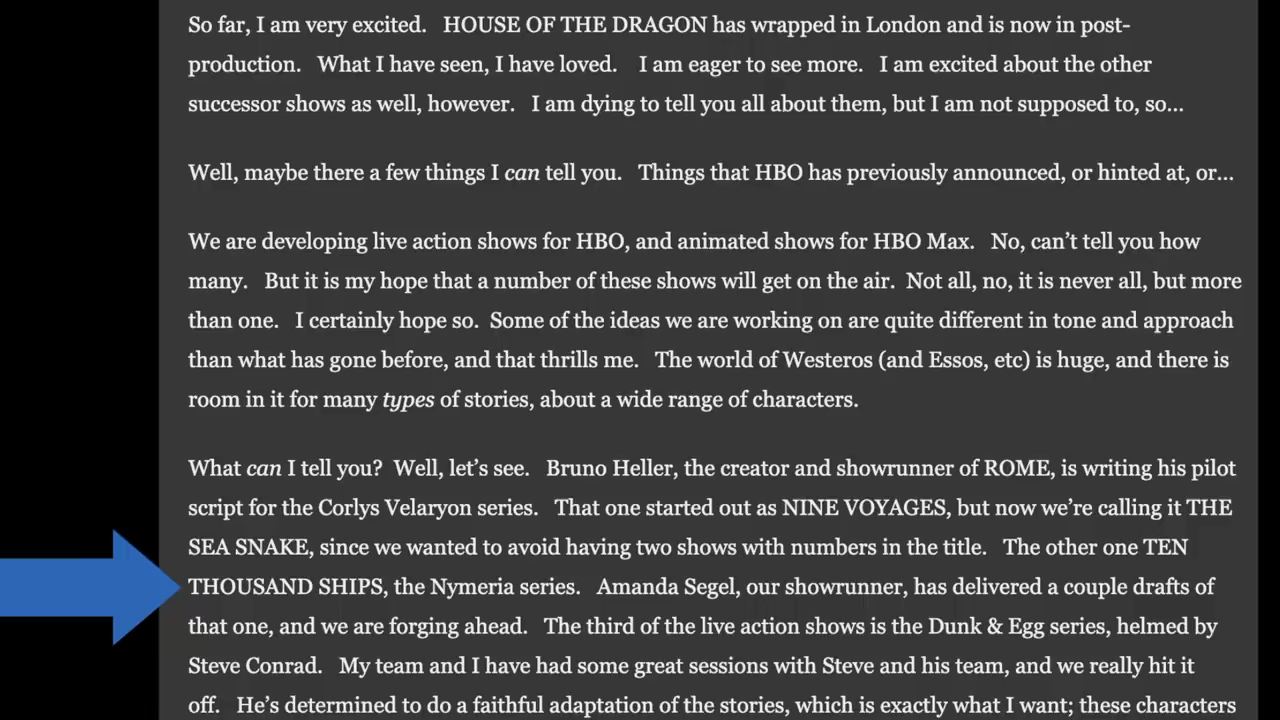 So far, I am very excited. HOUSE OF THE DRAGON has wrapped in London and is now in post-
production. What I have seen, I have loved. I am eager to see more. I am excited about the other
successor shows as well, however. I am dying to tell you all about them, but I am not supposed to, so...
Well, maybe there a few things I can tell you. Things that HBO has previously announced, or hinted at, or...
We are developing live action shows for HBO, and animated shows for HBO Max. No, can't tell you how
many. But it is my hope that a number of these shows will get on the air. Not all, no, it is never all, but more
than one. I certainly hope so. Some of the ideas we are working on are quite different in tone and approach
than what has gone before, and that thrills me. The world of Westeros (and Essos, etc) is huge, and there is
room in it for many types of stories, about a wide range of characters.
What can I tell you? Well, let's see. Bruno Heller, the creator and showrunner of ROME, is writing his pilot
script for the Corlys Velaryon series. That one started out as NINE VOYAGES, but now we're calling it THE
SEA SNAKE, since we wanted to avoid having two shows with numbers in the title. The other one TEN
THOUSAND SHIPS, the Nymeria series. Amanda Segel, our showrunner, has delivered a couple drafts of
that one, and we are forging ahead. The third of the live action shows is the Dunk & Egg series, helmed by
Steve Conrad. My team and I have had some great sessions with Steve and his team, and we really hit it
off. He's determined to do a faithful adaptation of the stories, which is exactly what I want; these characters